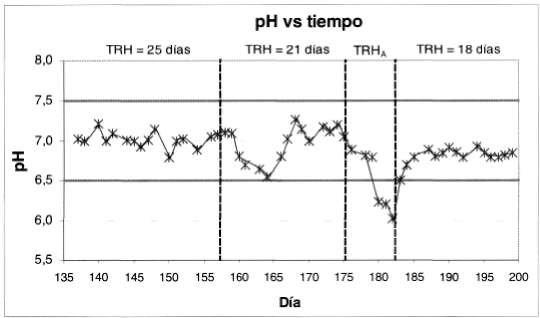 pH vs tiempo
TRH = 25 días TRH = 21 días TRHA TRH = 18 días
8,0
7,5
7,0
6,5
6,0
5,5
pH
135 140 145 150 155 160 165 170 175 180 185 190 195 200
Día